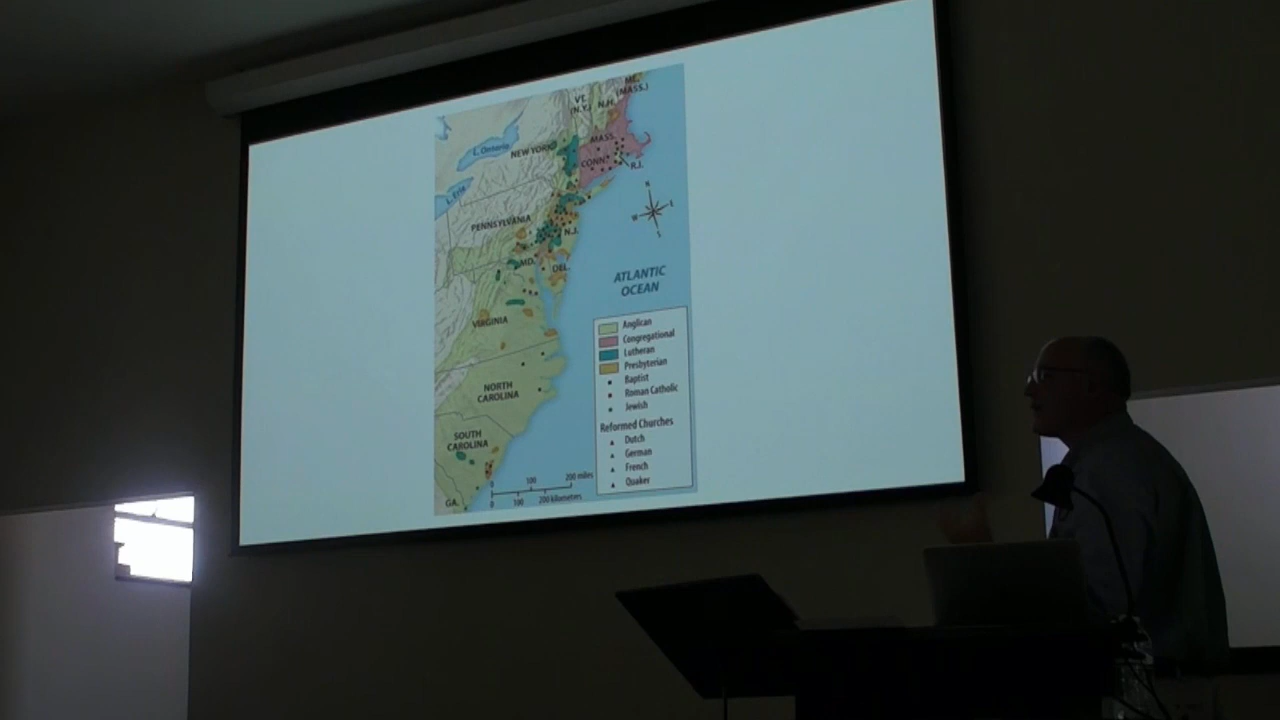 ME.
(MASS.)
VT.
(N.Y.)
N.H.
L. Ontario
NEW YORK
MASS.
CONN.
R.I.
L. Erie
N
W
E
S
PENNSYLVANIA
N.J.
MD.
DEL.
ATLANTIC
OCEAN
VIRGINIA
NORTH
CAROLINA
SOUTH
CAROLINA
GA.
Anglican
Congregational
Lutheran
Presbyterian
Baptist
Roman Catholic
Jewish
Reformed Churches
Dutch
German
French
Quaker
0 100 200 miles
0 100 200 kilometers